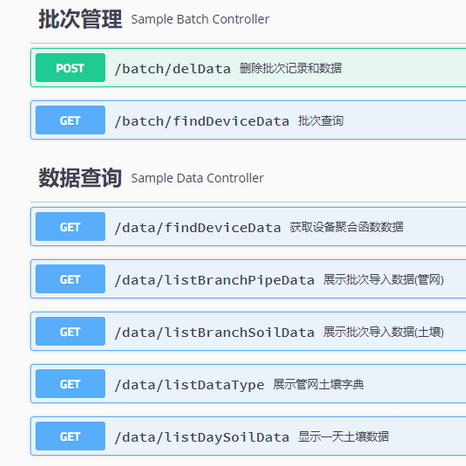 批次管理 Sample Batch Controller
POST /batch/delData 删除批次记录和数据
GET /batch/findDeviceData 批次查询
数据查询 Sample Data Controller
GET /data/findDeviceData 获取设备聚合函数数据
GET /data/listBranchPipeData 展示批次导入数据(管网)
GET /data/listBranchSoilData 展示批次导入数据(土壤)
GET /data/listDataType 展示管网土壤字典
GET /data/listDaySoilData 显示一天土壤数据